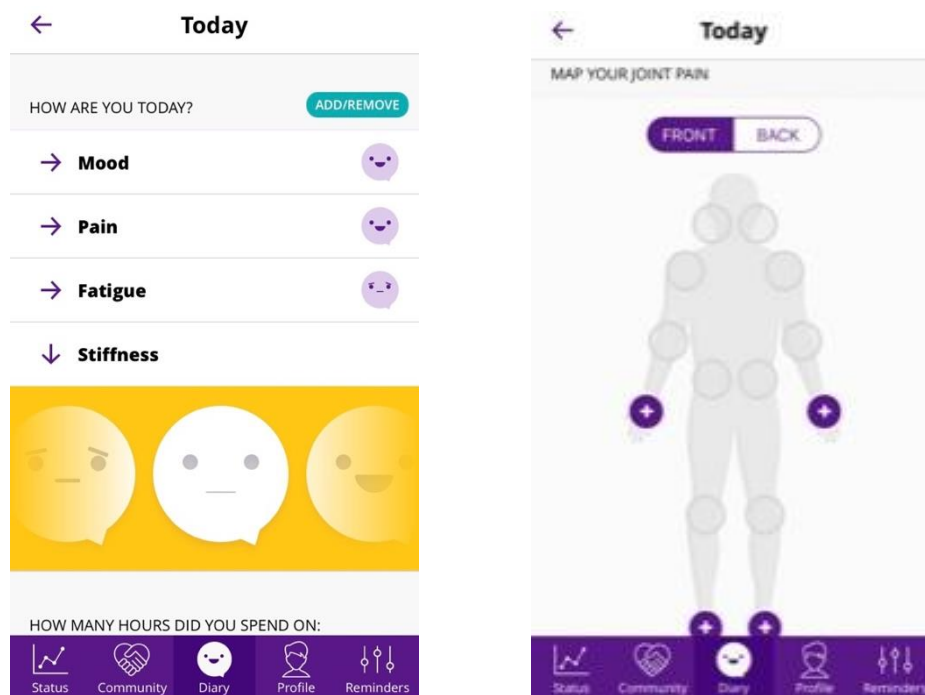 Today
HOW ARE YOU TODAY?
ADD/REMOVE
Mood
Pain
Fatigue
Stiffness
HOW MANY HOURS DID YOU SPEND ON:
Status Community Diary Profile Reminders
Today
MAP YOUR JOINT PAIN
FRONT BACK
Status Community Diary Profile Reminders